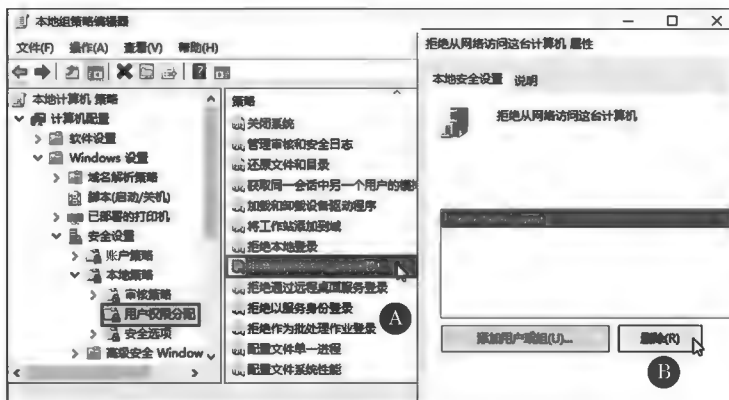 本地组策略编辑器
文件(F) 操作(A) 查看(V) 帮助(H)
本地计算机 策略
计算机配置
软件设置
Windows 设置
域名解析策略
脚本(启动/关机)
已部署的打印机
安全设置
账户策略
本地策略
审核策略
用户权限分配
安全选项
高级安全 Window
策略
关闭系统
管理审核和安全日志
还原文件和目录
获取同一会话中另一个用户的模拟
加载和卸载设备驱动程序
将工作站添加到域
拒绝本地登录
拒绝通过远程桌面服务登录
拒绝以服务身份登录
拒绝作为批处理作业登录
配置文件单一进程
配置文件系统性能
A
拒绝从网络访问这台计算机 属性
本地安全设置 说明
拒绝从网络访问这台计算机
添加用户或组(U)...
删除(R)
B